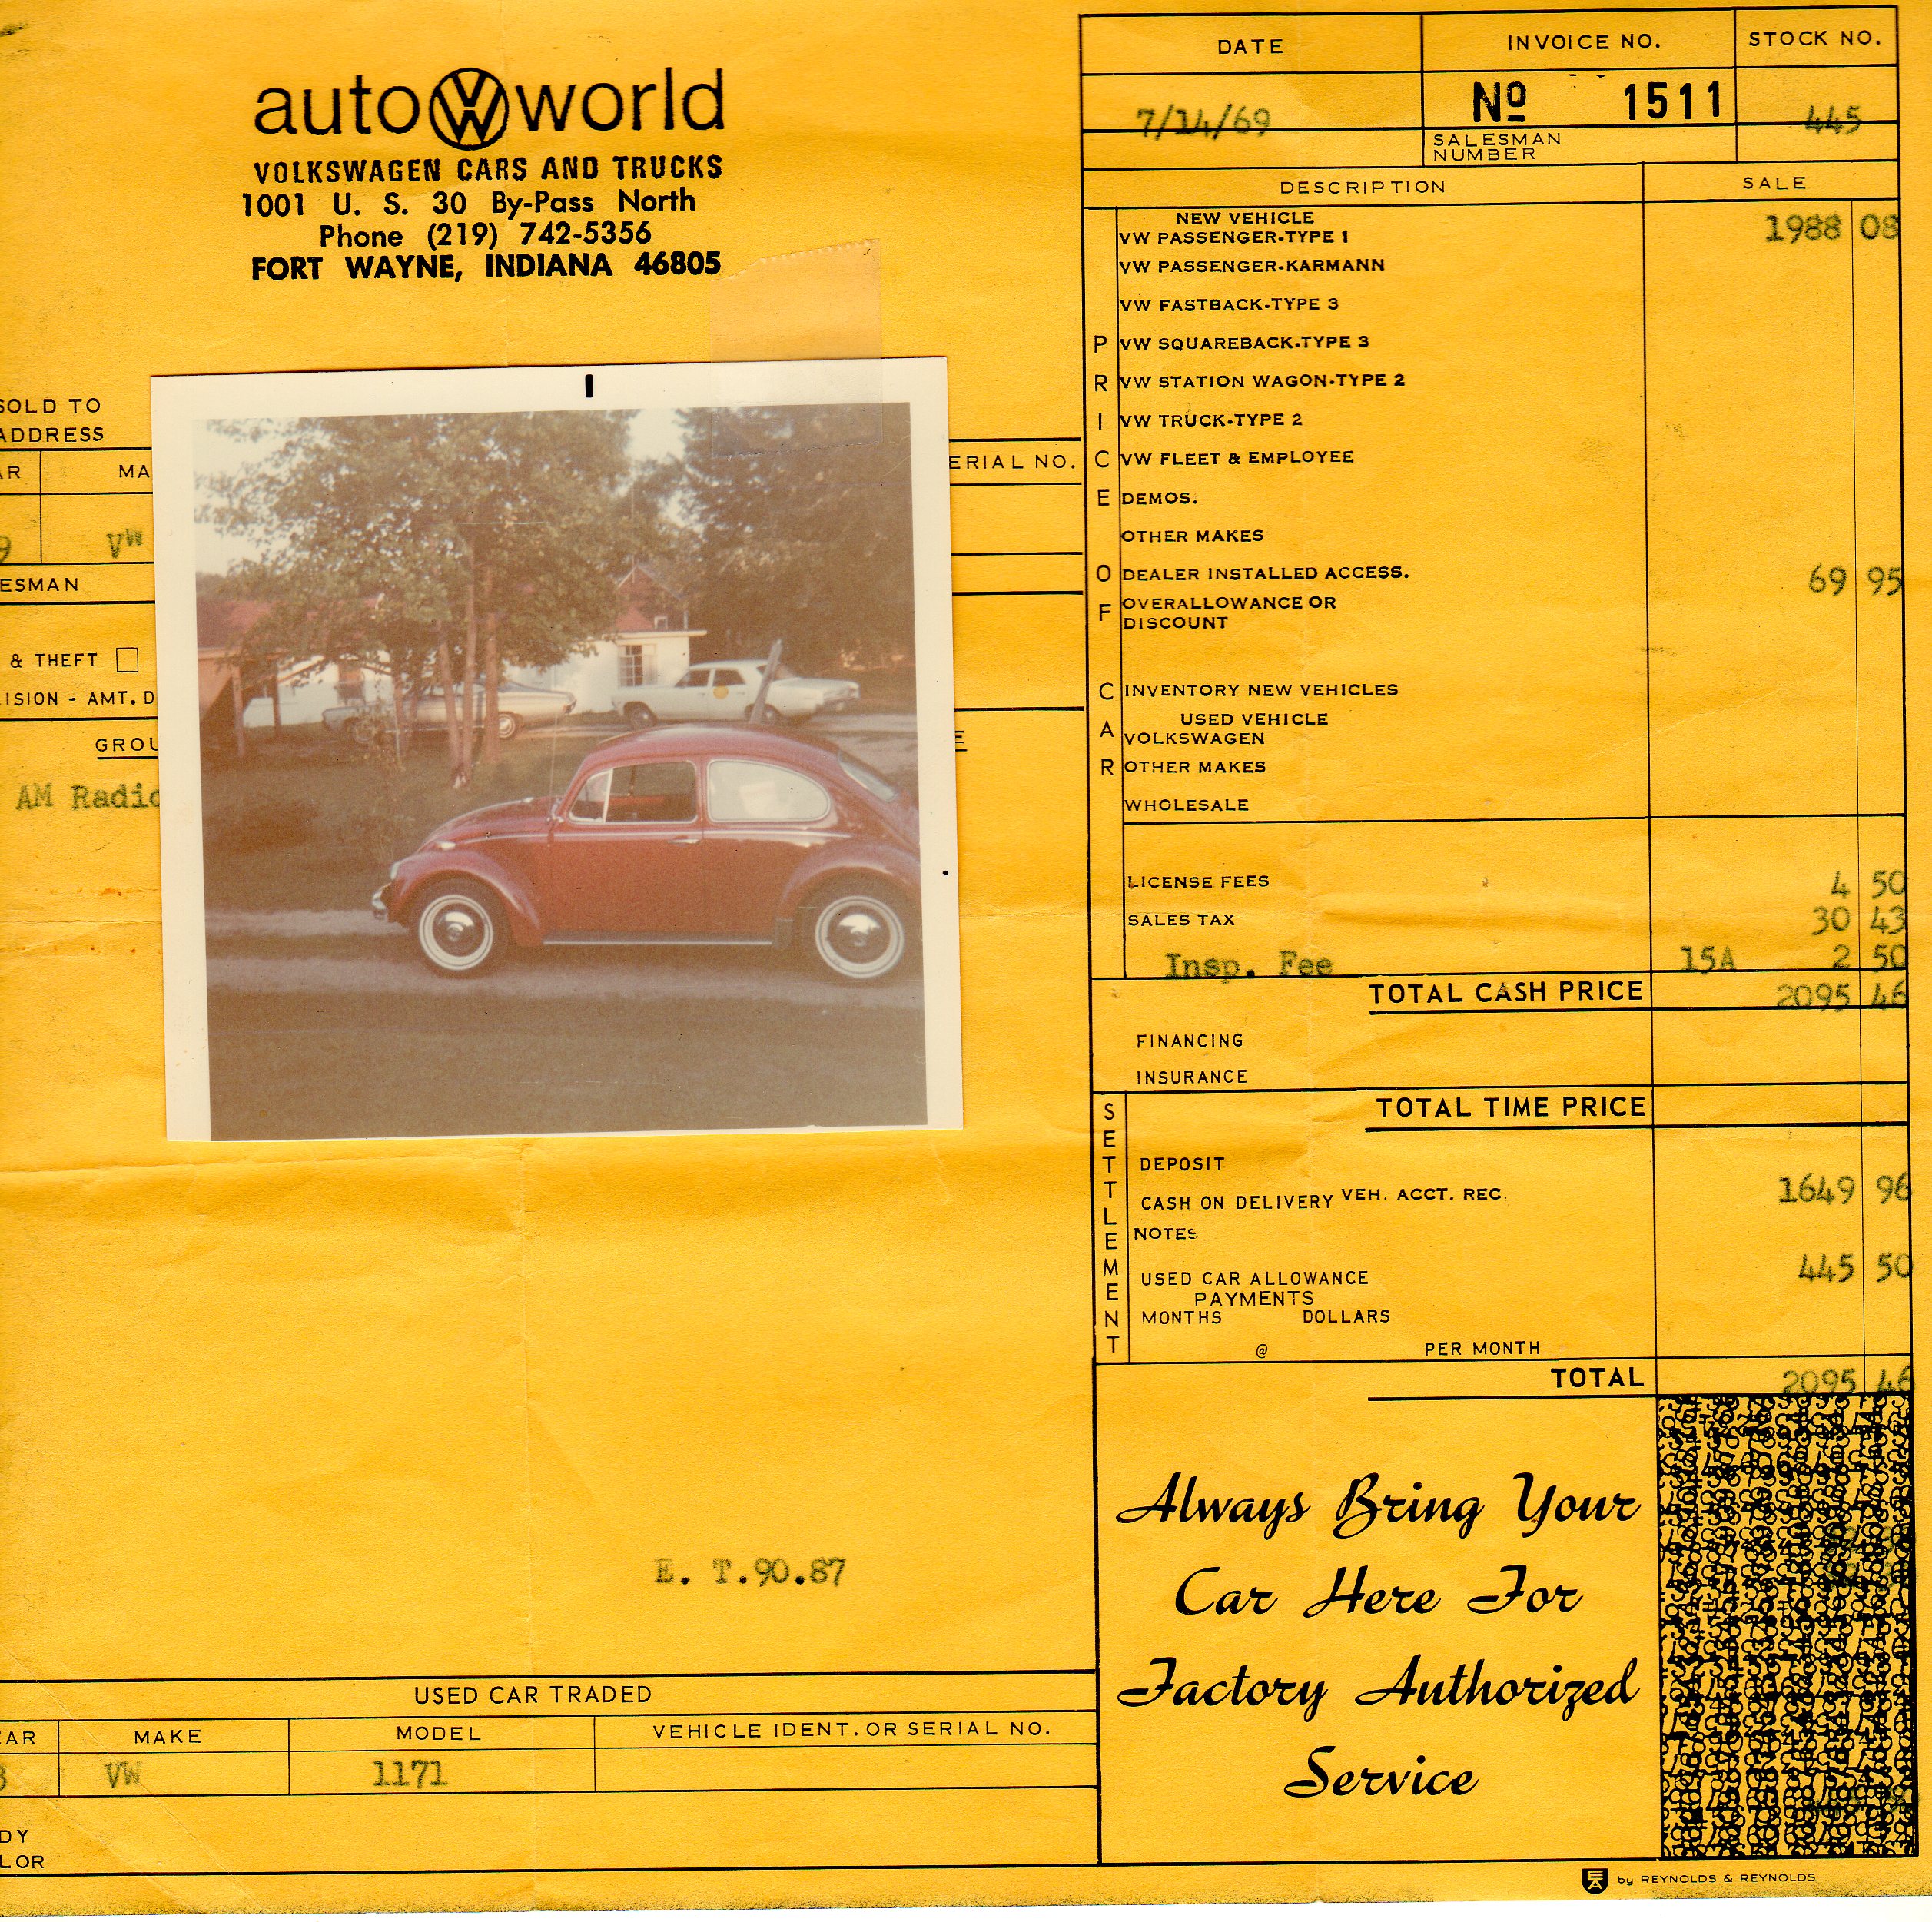 auto VW world
VOLKSWAGEN CARS AND TRUCKS
1001 U. S. 30 By-Pass North
Phone (219) 742-5356
FORT WAYNE, INDIANA 46805
DATE INVOICE NO. STOCK NO.
7/14/69 No 1511 445
SALESMAN
NUMBER
DESCRIPTION SALE
PRICE OF CAR
NEW VEHICLE
VW PASSENGER-TYPE 1 1988 08
VW PASSENGER-KARMANN
VW FASTBACK-TYPE 3
VW SQUAREBACK-TYPE 3
VW STATION WAGON-TYPE 2
VW TRUCK-TYPE 2
VW FLEET & EMPLOYEE
DEMOS.
OTHER MAKES
DEALER INSTALLED ACCESS. 69 95
OVERALLOWANCE OR
DISCOUNT
INVENTORY NEW VEHICLES
USED VEHICLE
VOLKSWAGEN
OTHER MAKES
WHOLESALE
LICENSE FEES 4 50
SALES TAX 30 43
Insp. Fee 15A 2 50
TOTAL CASH PRICE 2095 46
FINANCING
INSURANCE
TOTAL TIME PRICE
SETTLEMENT
DEPOSIT
CASH ON DELIVERY VEH. ACCT. REC. 1649 96
NOTES
USED CAR ALLOWANCE 445 50
PAYMENTS
MONTHS DOLLARS
@ PER MONTH
TOTAL 2095 46
Always Bring Your
Car Here For
Factory Authorized
Service
by REYNOLDS & REYNOLDS
SOLD TO
ADDRESS
AR MA ERIAL NO.
9 VW
ESMAN
& THEFT
ISION - AMT. D
GROU E
AM Radio
E. T.90.87
USED CAR TRADED
EAR MAKE MODEL VEHICLE IDENT. OR SERIAL NO.
8 VW 1171
DY
LOR